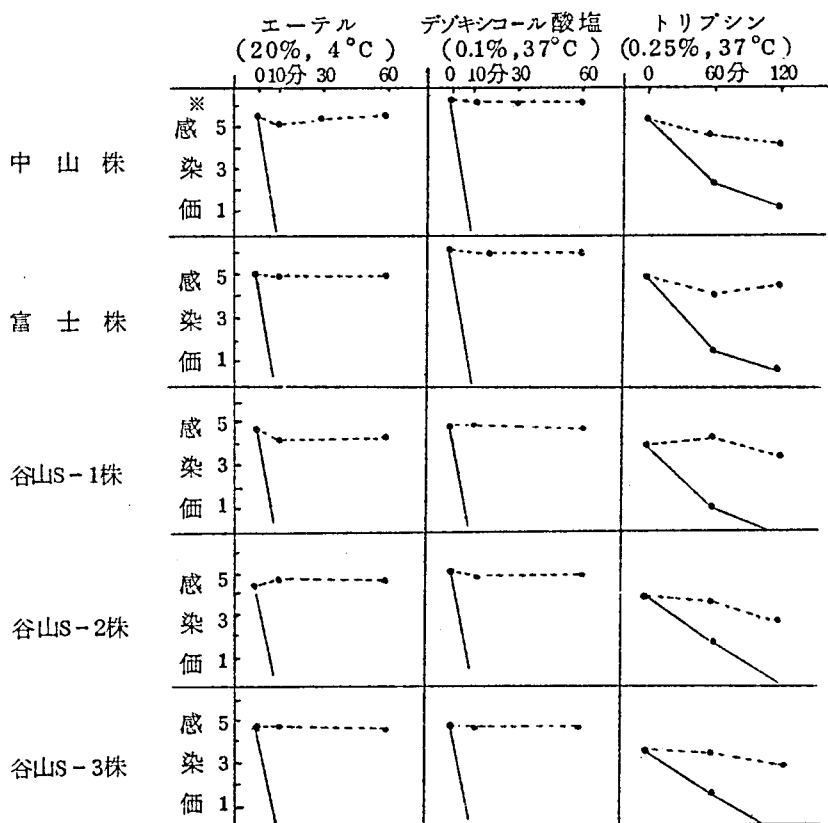 エーテル デゾキシコール酸塩 トリプシン
(20%, 4°C) (0.1%,37°C) (0.25%, 37°C)
0 10分 30 60 0 10分 30 60 0 60分 120
※
中山株 感染価 5 3 1
富士株 感染価 5 3 1
谷山S-1株 感染価 5 3 1
谷山S-2株 感染価 5 3 1
谷山S-3株 感染価 5 3 1